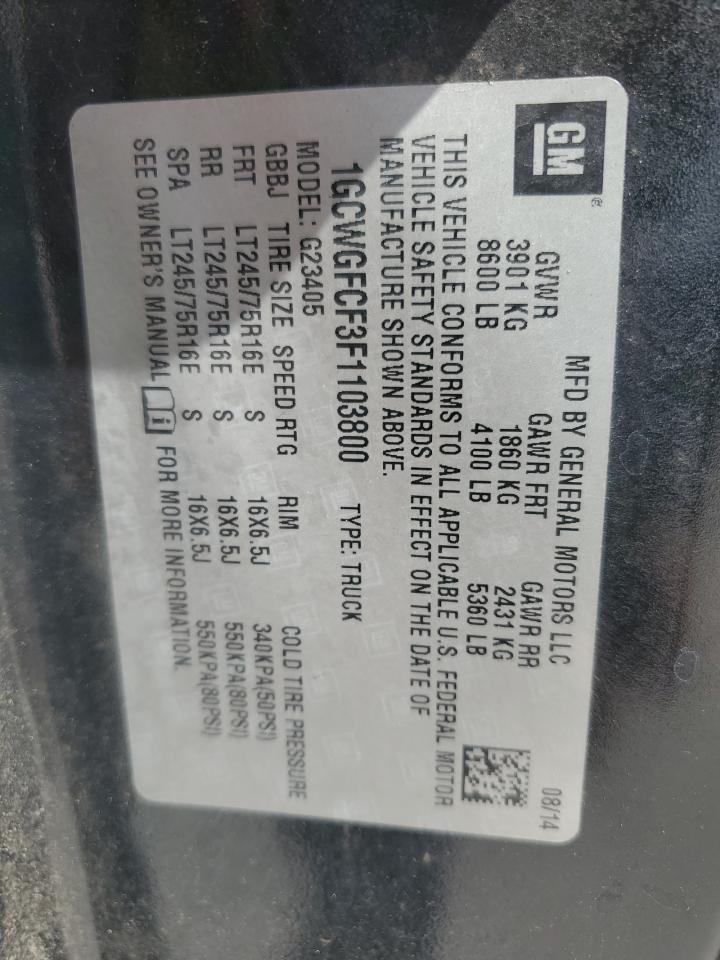 GM®
MFD BY GENERAL MOTORS LLC 08/14
GVWR GAWR FRT GAWR RR
3901 KG 1860 KG 2431 KG
8600 LB 4100 LB 5360 LB
THIS VEHICLE CONFORMS TO ALL APPLICABLE U.S. FEDERAL MOTOR
VEHICLE SAFETY STANDARDS IN EFFECT ON THE DATE OF
MANUFACTURE SHOWN ABOVE.
1GCWGFCF3F1103800 TYPE: TRUCK
MODEL: G23405
GBBJ TIRE SIZE SPEED RTG RIM COLD TIRE PRESSURE
FRT LT245/75R16E S 16X6.5J 340KPA(50PSI)
RR LT245/75R16E S 16X6.5J 550KPA(80PSI)
SPA LT245/75R16E S 16X6.5J 550KPA(80PSI)
SEE OWNER'S MANUAL i FOR MORE INFORMATION.